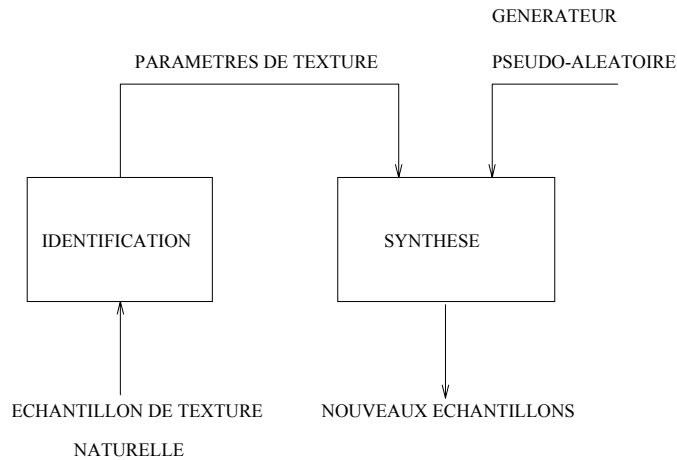 GENERATEUR
PARAMETRES DE TEXTURE
PSEUDO-ALEATOIRE
IDENTIFICATION
SYNTHESE
ECHANTILLON DE TEXTURE
NATURELLE
NOUVEAUX ECHANTILLONS